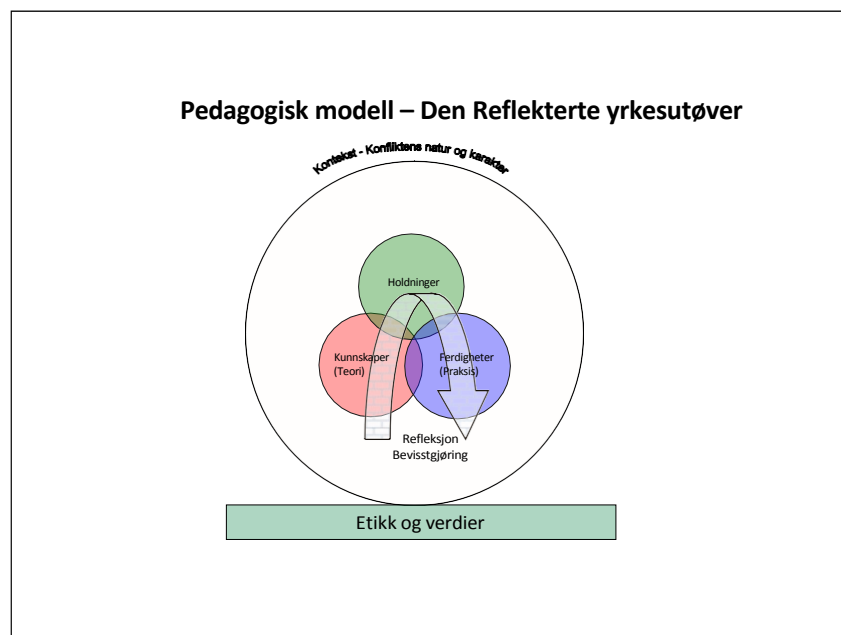 Pedagogisk modell – Den Reflekterte yrkesutøver
Kontekst - Konfliktens natur og karakter
Holdninger
Kunnskaper
(Teori)
Ferdigheter
(Praksis)
Refleksjon
Bevisstgjøring
Etikk og verdier